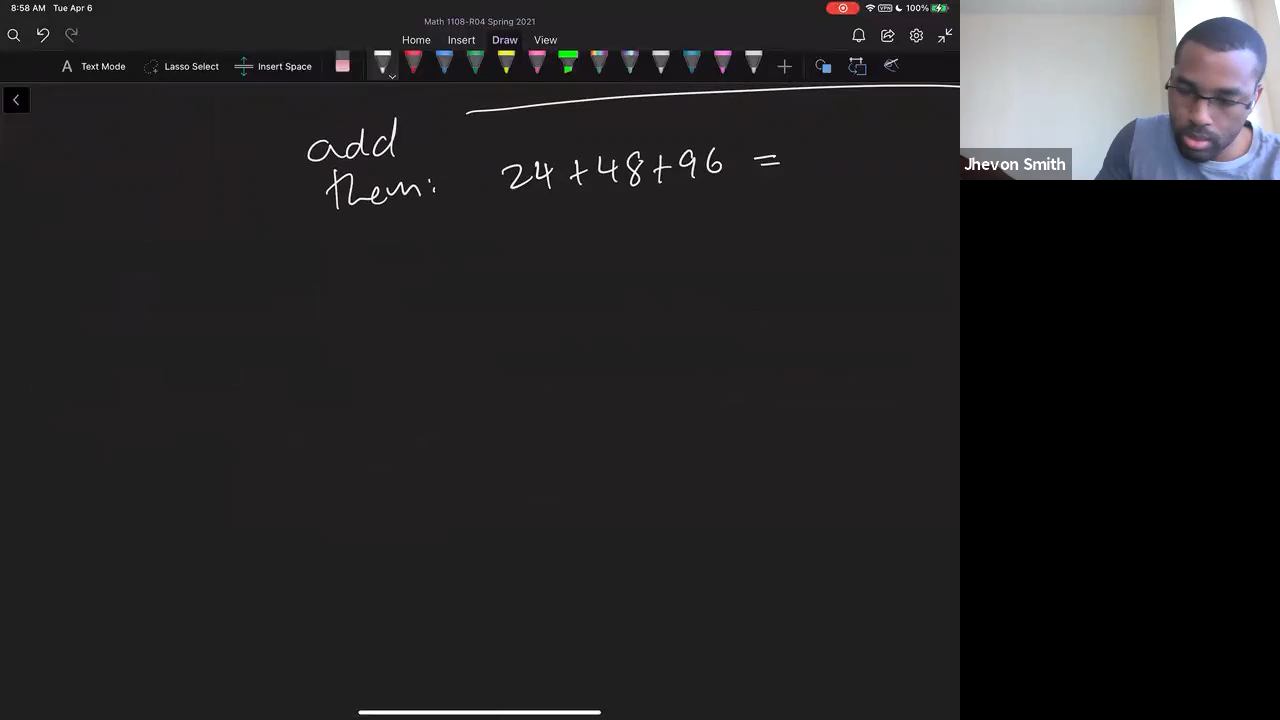 8:58 AM Tue Apr 6
100%
Math 1108-R04 Spring 2021
Home Insert Draw View
A Text Mode Lasso Select Insert Space
Jhevon Smith
add
them: 24+48+96 =